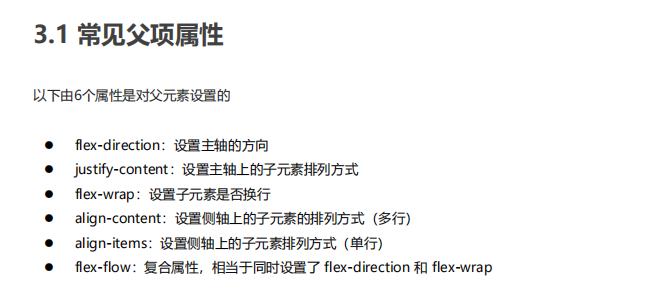 3.1 常见父项属性
以下由6个属性是对父元素设置的
● flex-direction：设置主轴的方向
● justify-content：设置主轴上的子元素排列方式
● flex-wrap：设置子元素是否换行
● align-content：设置侧轴上的子元素的排列方式（多行）
● align-items：设置侧轴上的子元素排列方式（单行）
● flex-flow：复合属性，相当于同时设置了 flex-direction 和 flex-wrap